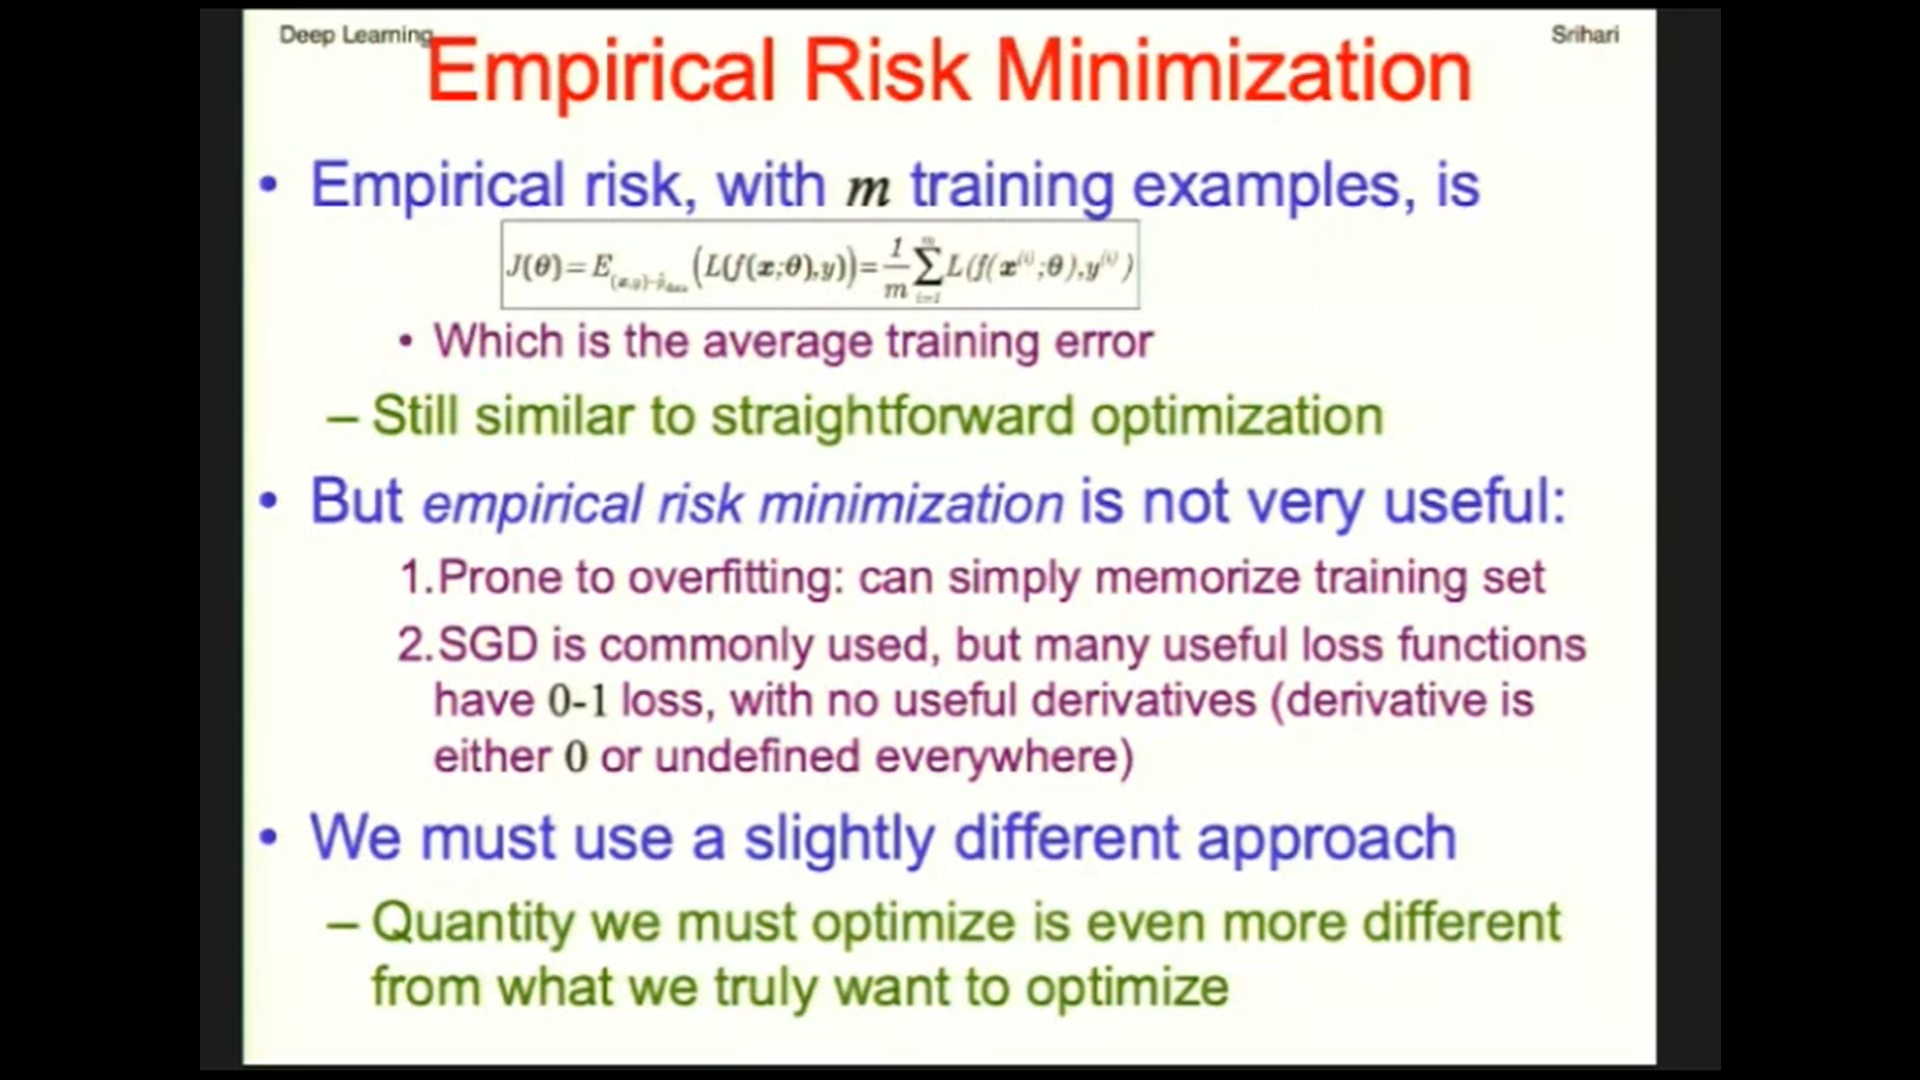 Deep Learning
Srihari
Empirical Risk Minimization
• Empirical risk, with m training examples, is
J(θ) = E_{(x,y)~p̂_data} (L(f(x;θ),y)) = 1/m ∑_{i=1}^{m} L(f(x^{(i)};θ),y^{(i)})
• Which is the average training error
– Still similar to straightforward optimization
• But empirical risk minimization is not very useful:
1.Prone to overfitting: can simply memorize training set
2.SGD is commonly used, but many useful loss functions
have 0-1 loss, with no useful derivatives (derivative is
either 0 or undefined everywhere)
• We must use a slightly different approach
– Quantity we must optimize is even more different
from what we truly want to optimize